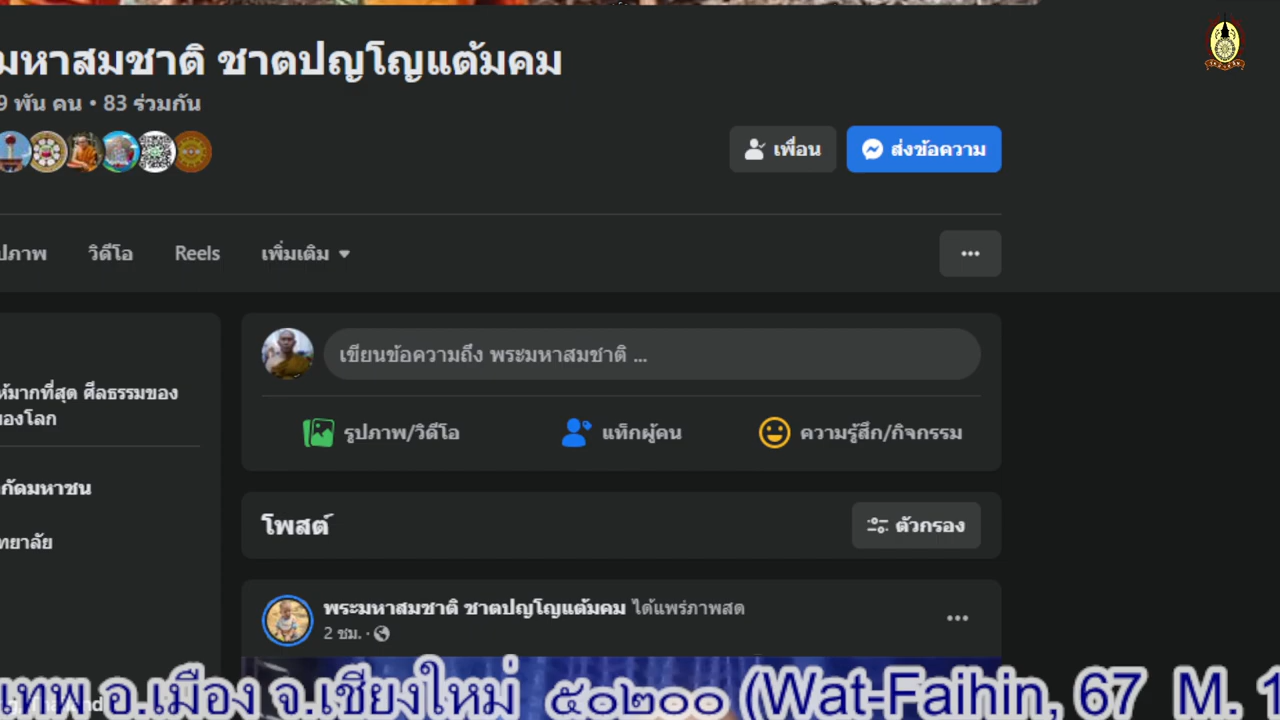 มหาสมชาติ ชาตปญฺโญแต้มคม
9 พัน คน • 83 ร่วมกัน
เพื่อน
ส่งข้อความ
วิดีโอ
Reels
เพิ่มเติม
เขียนข้อความถึง พระมหาสมชาติ ...
ห้มากที่สุด ศีลธรรมของ
ของโลก
รูปภาพ/วิดีโอ
แท็กผู้คน
ความรู้สึก/กิจกรรม
กัดมหาชน
โพสต์
ตัวกรอง
ทยาลัย
พระมหาสมชาติ ชาตปญฺโญแต้มคม ได้แพร่ภาพสด
2 ชม. ·
เทพ อ.เมือง จ.เชียงใหม่ ๕๐๒๐๐ (Wat-Faihin, 67 M. 1